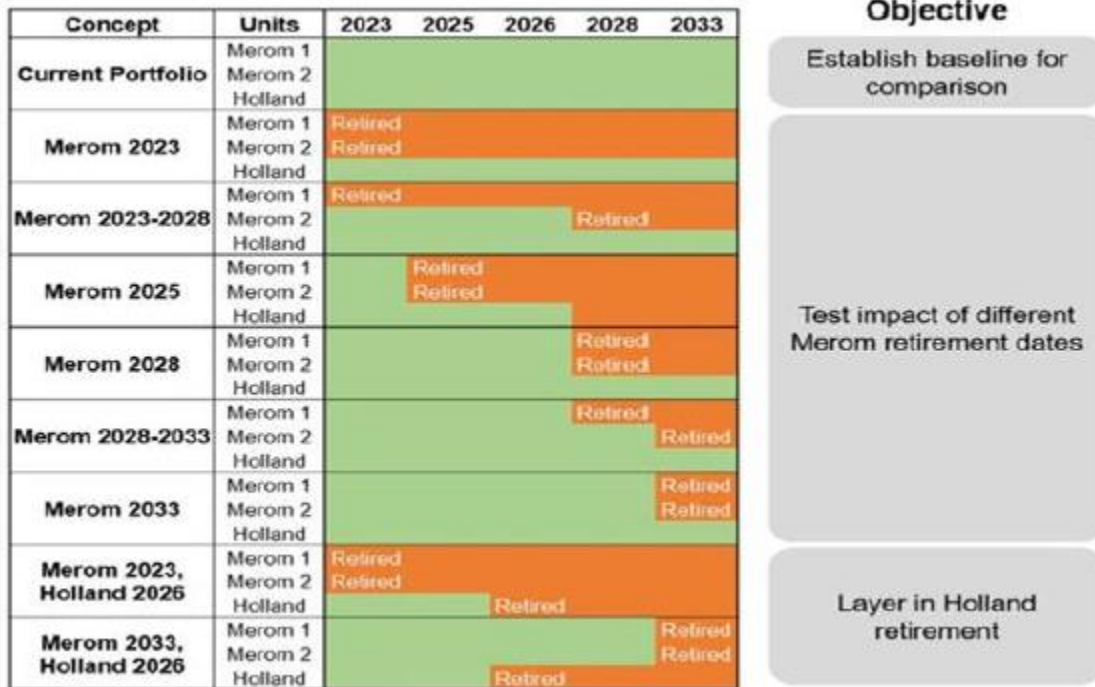 Objective
Concept Units 2023 2025 2026 2028 2033
Current Portfolio
Merom 1
Merom 2
Holland
Establish baseline for
comparison
Merom 2023
Merom 1 Retired
Merom 2 Retired
Holland
Merom 2023-2028
Merom 1 Retired
Merom 2 Retired
Holland
Merom 2025
Merom 1 Retired
Merom 2 Retired
Holland
Merom 2028
Merom 1 Retired
Merom 2 Retired
Holland
Merom 2028-2033
Merom 1 Retired
Merom 2 Retired
Holland
Merom 2033
Merom 1 Retired
Merom 2 Retired
Holland
Test impact of different
Merom retirement dates
Merom 2023,
Holland 2026
Merom 1 Retired
Merom 2 Retired
Holland Retired
Merom 2033,
Holland 2026
Merom 1 Retired
Merom 2 Retired
Holland Retired
Layer in Holland
retirement